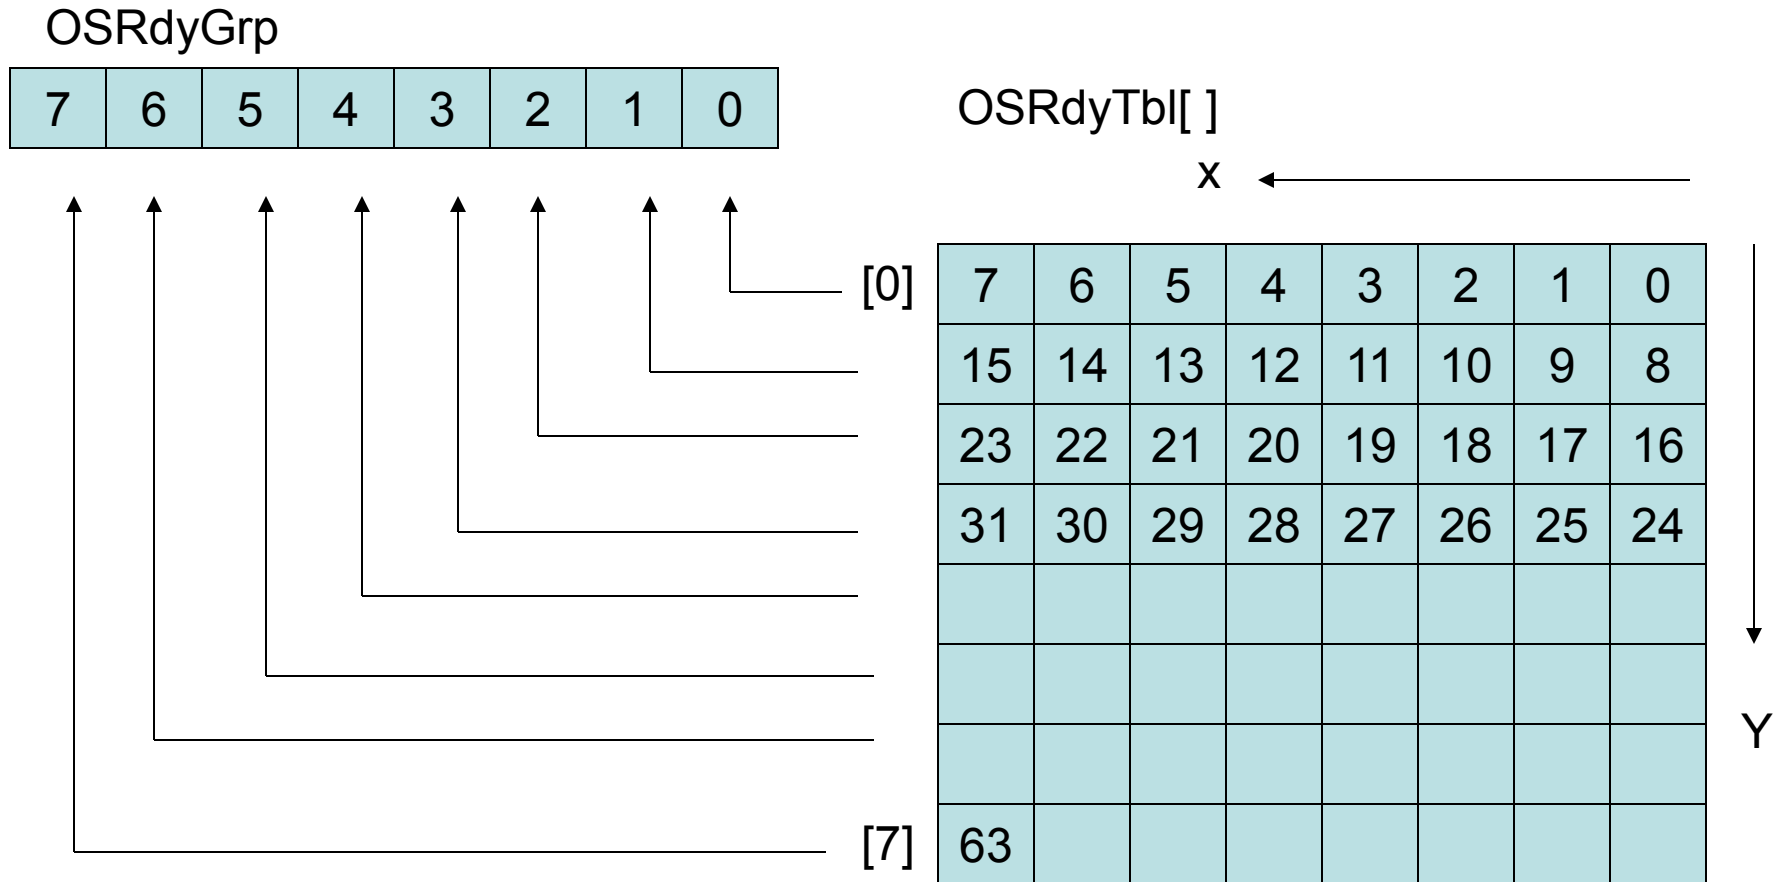 OSRdyGrp
7 6 5 4 3 2 1 0
OSRdyTbl[ ]
x
[0] 7 6 5 4 3 2 1 0
15 14 13 12 11 10 9 8
23 22 21 20 19 18 17 16
31 30 29 28 27 26 25 24
Y
[7] 63